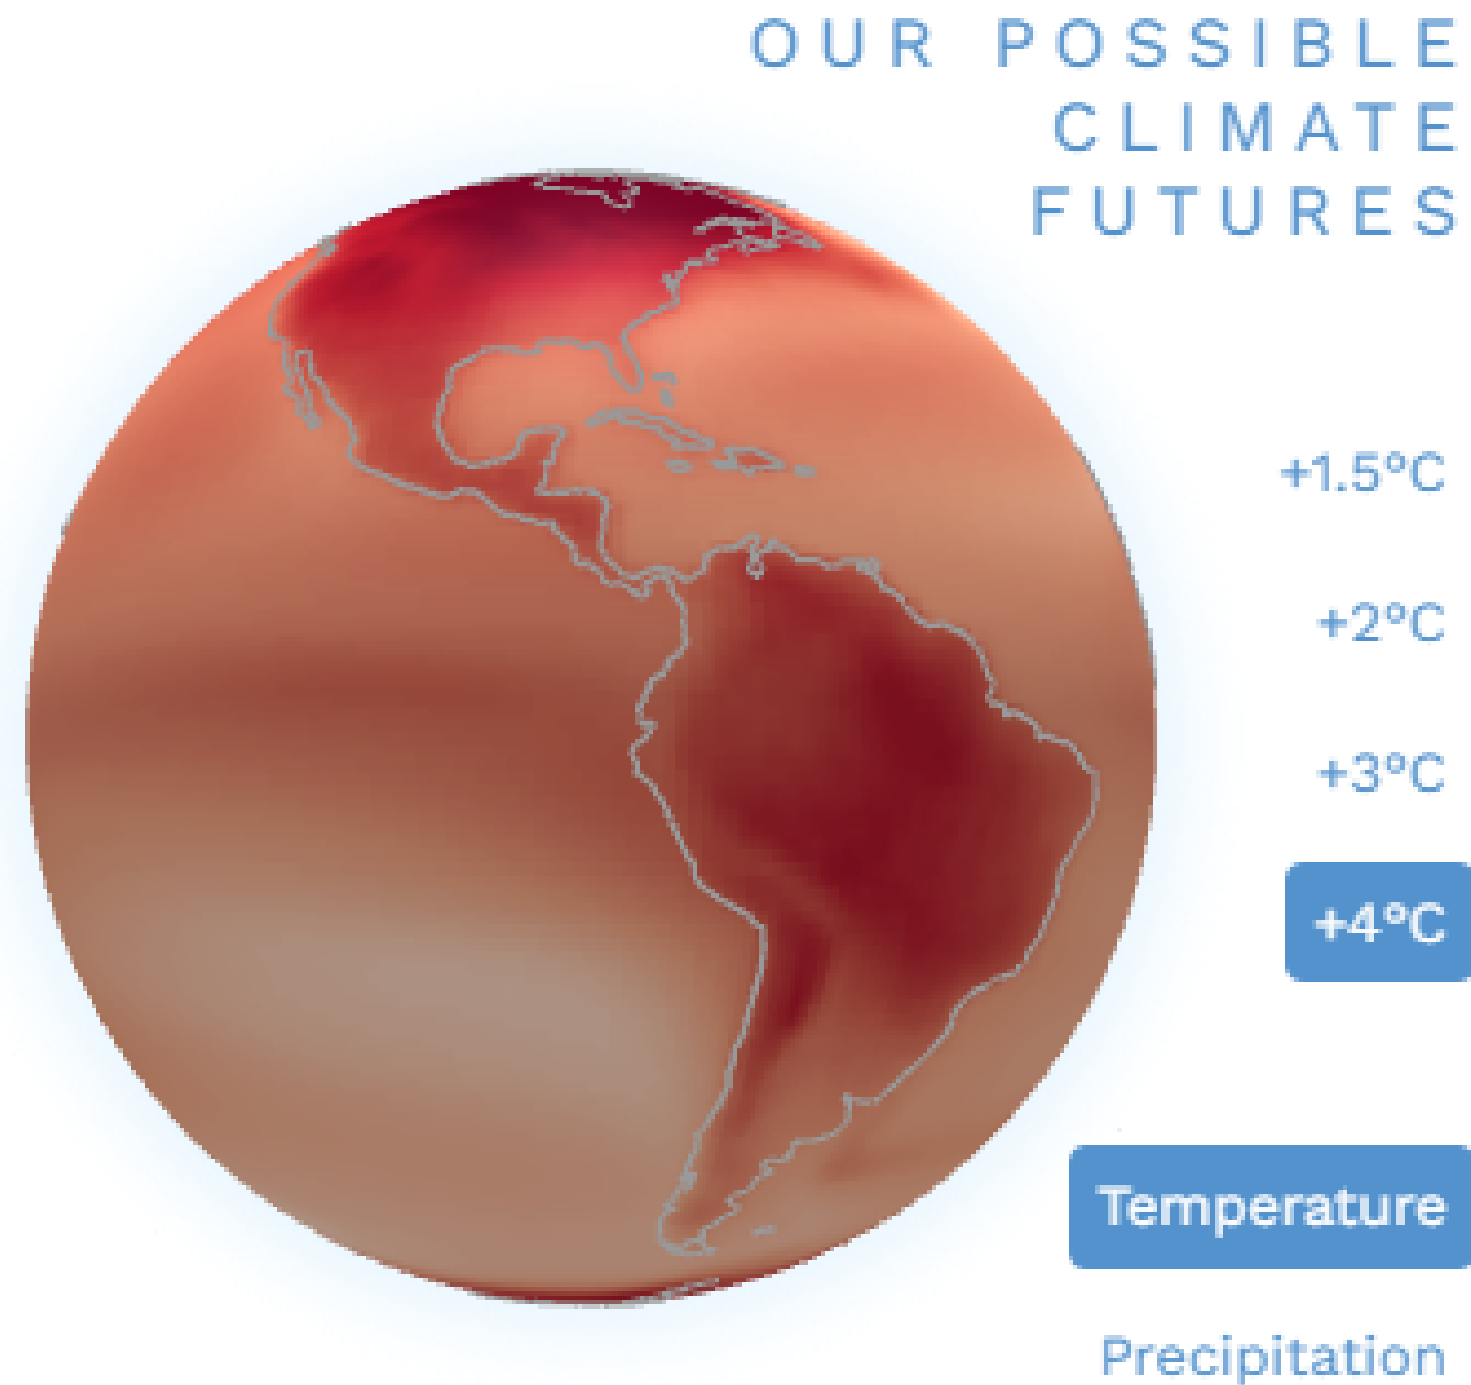 OUR POSSIBLE
CLIMATE
FUTURES
+1.5°C
+2°C
+3°C
+4°C
Temperature
Precipitation